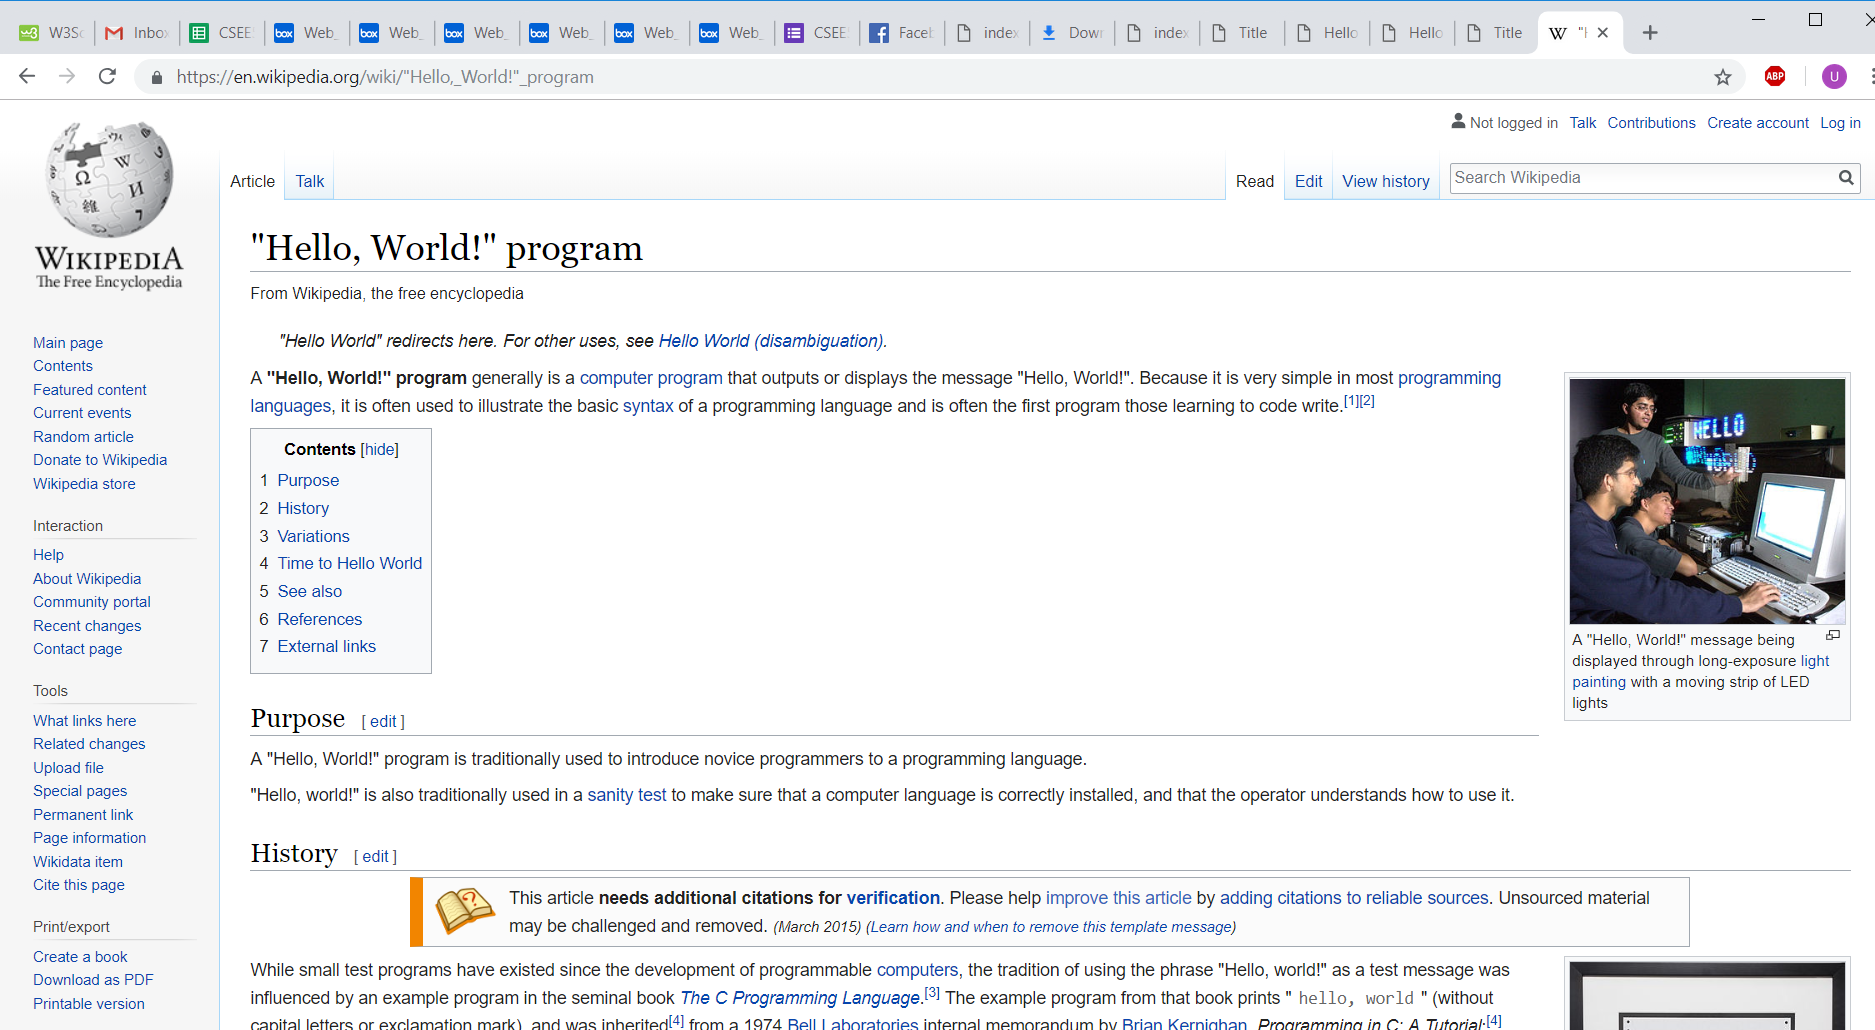 W3Sc Inbox CSEE Web_ Web_ Web_ Web_ Web_ Web_ CSEE Faceb index Down index Title Hello Hello Title "H
https://en.wikipedia.org/wiki/"Hello,_World!"_program
ABP
U
Not logged in Talk Contributions Create account Log in
Article Talk
Read Edit View history
Search Wikipedia
WIKIPEDIA
The Free Encyclopedia
Main page
Contents
Featured content
Current events
Random article
Donate to Wikipedia
Wikipedia store
Interaction
Help
About Wikipedia
Community portal
Recent changes
Contact page
Tools
What links here
Related changes
Upload file
Special pages
Permanent link
Page information
Wikidata item
Cite this page
Print/export
Create a book
Download as PDF
Printable version
"Hello, World!" program
From Wikipedia, the free encyclopedia
"Hello World" redirects here. For other uses, see Hello World (disambiguation).
A "Hello, World!" program generally is a computer program that outputs or displays the message "Hello, World!". Because it is very simple in most programming
languages, it is often used to illustrate the basic syntax of a programming language and is often the first program those learning to code write.[1][2]
Contents [hide]
1 Purpose
2 History
3 Variations
4 Time to Hello World
5 See also
6 References
7 External links
HELLO
World
A "Hello, World!" message being
displayed through long-exposure light
painting with a moving strip of LED
lights
Purpose [ edit ]
A "Hello, World!" program is traditionally used to introduce novice programmers to a programming language.
"Hello, world!" is also traditionally used in a sanity test to make sure that a computer language is correctly installed, and that the operator understands how to use it.
History [ edit ]
This article needs additional citations for verification. Please help improve this article by adding citations to reliable sources. Unsourced material
may be challenged and removed. (March 2015) (Learn how and when to remove this template message)
While small test programs have existed since the development of programmable computers, the tradition of using the phrase "Hello, world!" as a test message was
influenced by an example program in the seminal book The C Programming Language.[3] The example program from that book prints " hello, world " (without
capital letters or exclamation mark), and was inherited[4] from a 1974 Bell Laboratories internal memorandum by Brian Kernighan, Programming in C: A Tutorial:[4]